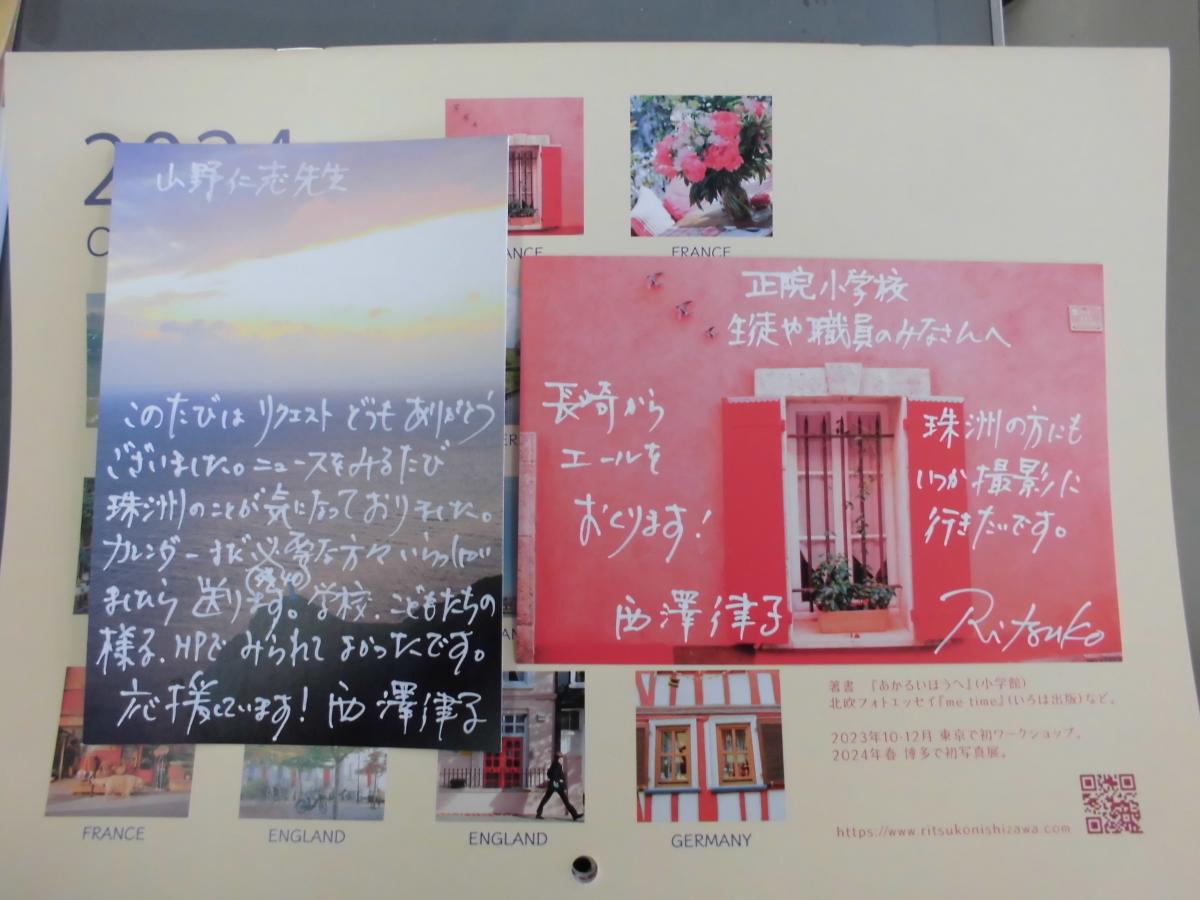 2024
FRANCE
FRANCE
山野仁志先生
このたびは リクエスト どうも ありがとう
ございました。ニュースをみるたび
珠洲のことが気になっておりました。
カレンダー まだ必要な方々いらっしゃい
ましたら 送ります。学校、こどもたちの
様子、HPで みられて よかったです。
応援しています! 西澤律子
正院小学校
生徒や職員のみなさんへ
長崎から
エールを
おくります!
珠洲の方にも
いつか撮影に
行きたいです。
西澤律子
Ritsuko
著書 『あかるいほうへ』(小学館)
北欧フォトエッセイ『me time』(いろは出版)など。
2023年10-12月 東京で初ワークショップ。
2024年春 博多で初写真展。
https://www.ritsukonishizawa.com
FRANCE
ENGLAND
ENGLAND
GERMANY